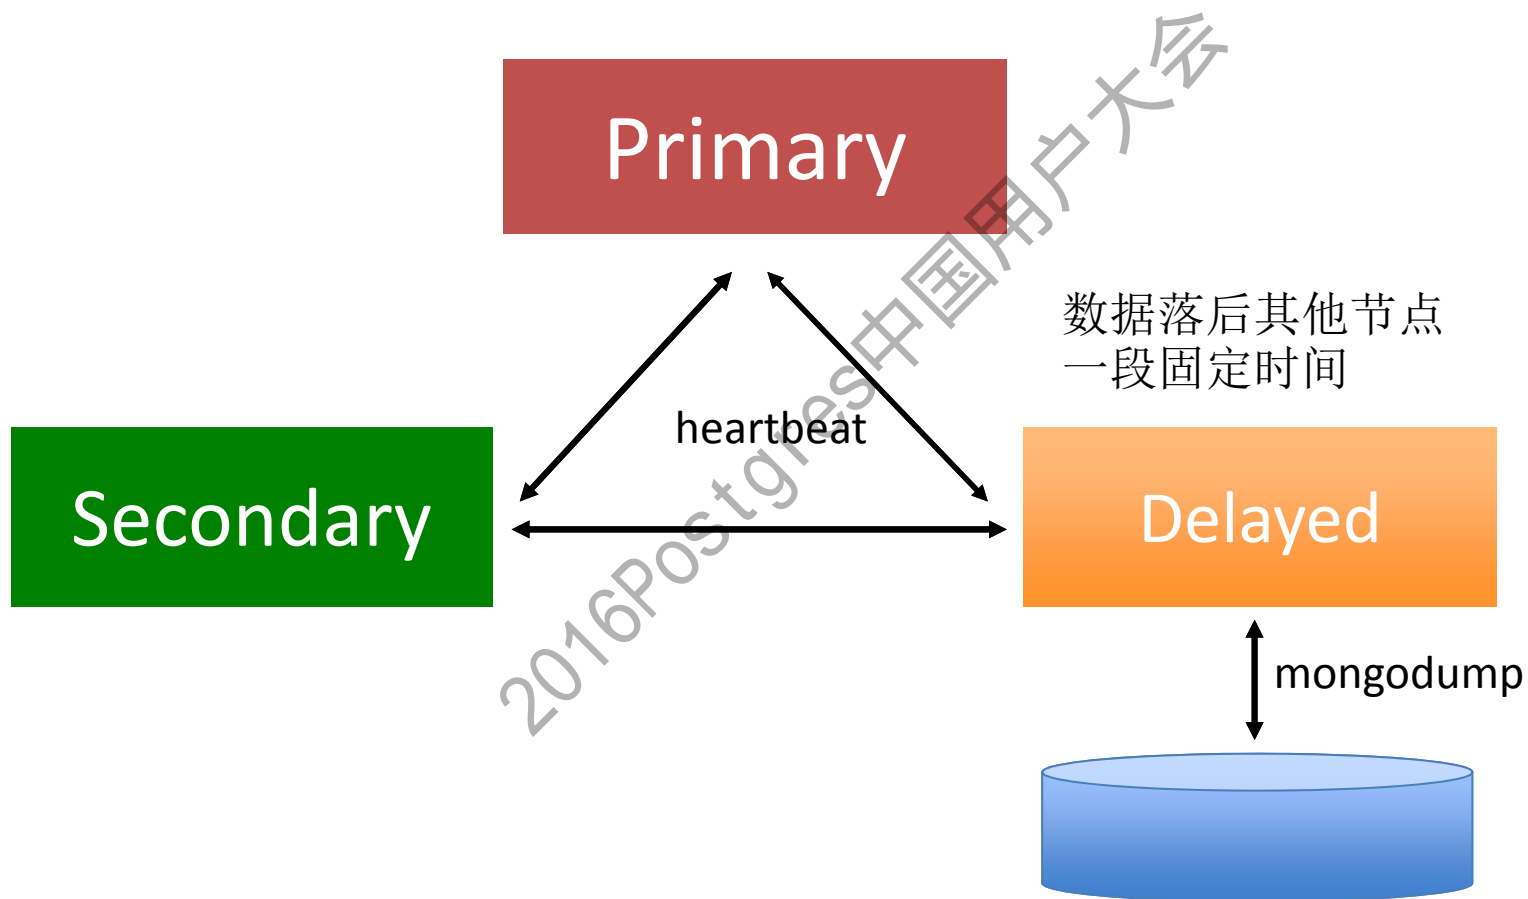 Primary
数据落后其他节点
一段固定时间
heartbeat
Secondary
Delayed
mongodump
2016Postgres中国用户大会